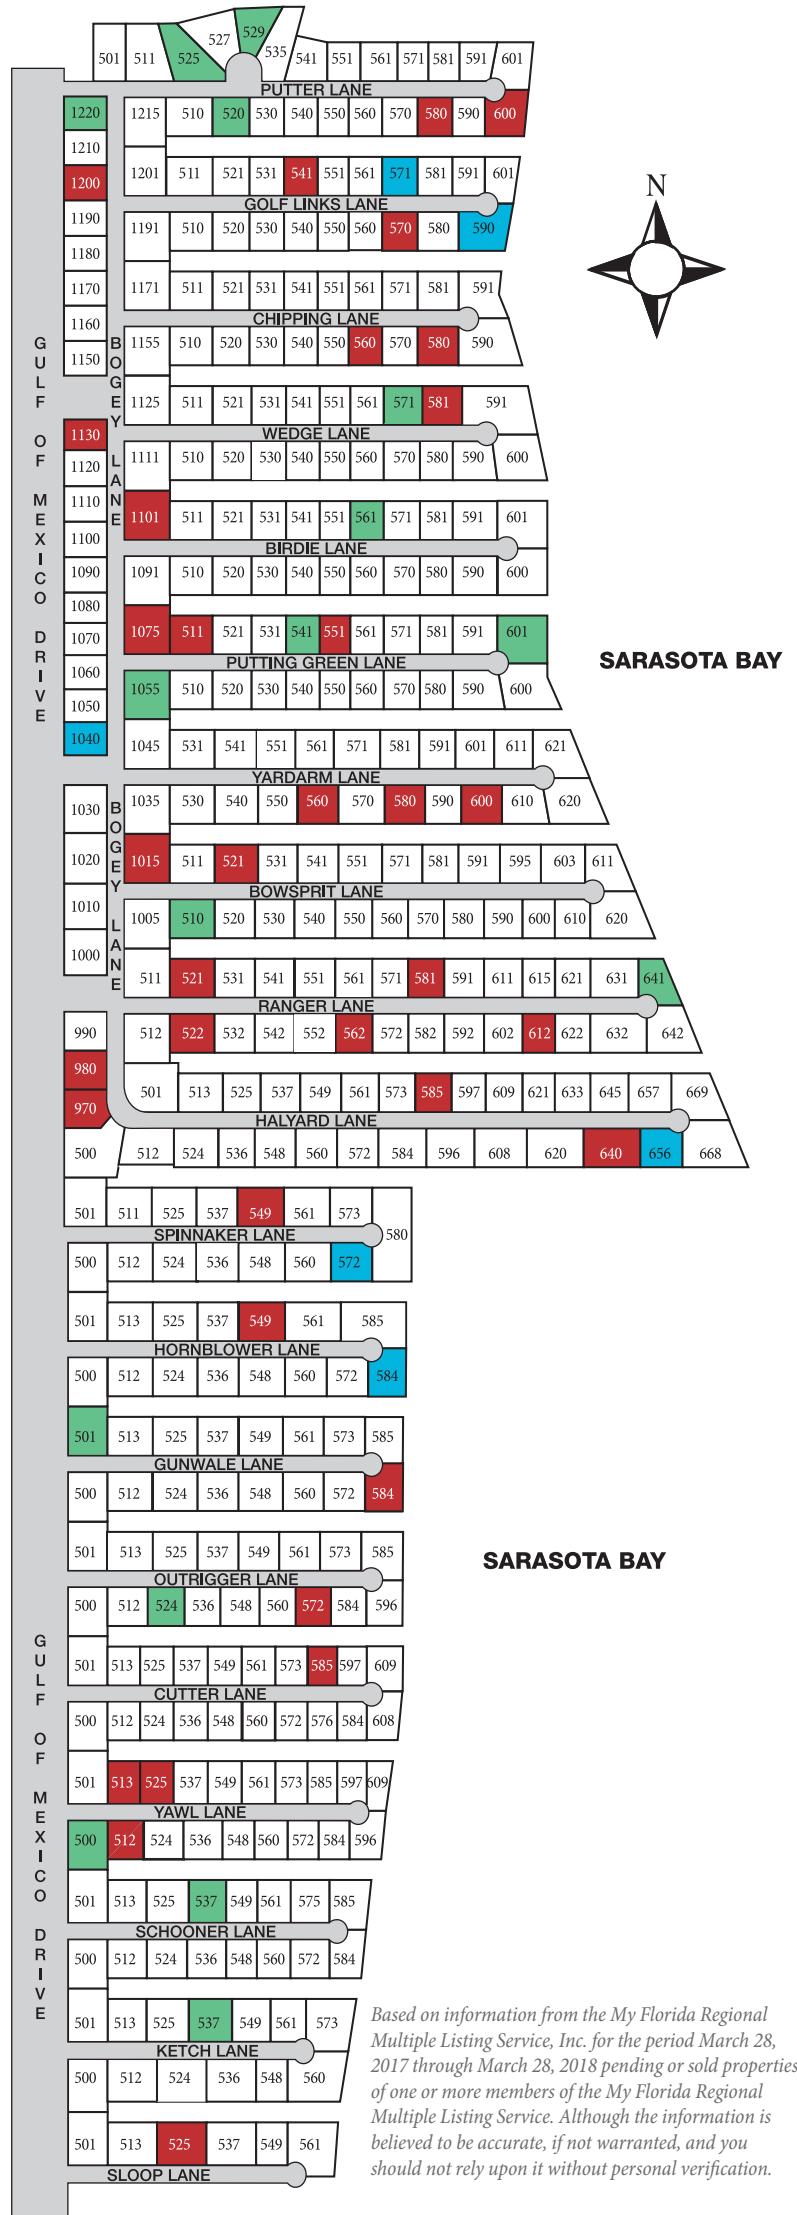 501 511 525 527 529 535 541 551 561 571 581 591 601
PUTTER LANE
1220 1215 510 520 530 540 550 560 570 580 590 600
1210
1200 1201 511 521 531 541 551 561 571 581 591 601
GOLF LINKS LANE
1190 1191 510 520 530 540 550 560 570 580 590
1180
1170 1171 511 521 531 541 551 561 571 581 591
CHIPPING LANE
1160
1150 1155 510 520 530 540 550 560 570 580 590
1125 511 521 531 541 551 561 571 581 591
WEDGE LANE
1130
1120 1111 510 520 530 540 550 560 570 580 590 600
1110
1101 511 521 531 541 551 561 571 581 591 601
BIRDIE LANE
1100
1090 1091 510 520 530 540 550 560 570 580 590 600
1080
1070 1075 511 521 531 541 551 561 571 581 591 601
PUTTING GREEN LANE
1060
1050 1055 510 520 530 540 550 560 570 580 590 600
1040 1045 531 541 551 561 571 581 591 601 611 621
YARDARM LANE
1030 1035 530 540 550 560 570 580 590 600 610 620
1020 1015 511 521 531 541 551 571 581 591 595 603 611
BOWSPRIT LANE
1010 1005 510 520 530 540 550 560 570 580 590 600 610 620
1000
511 521 531 541 551 561 571 581 591 611 615 621 631 641
RANGER LANE
990 512 522 532 542 552 562 572 582 592 602 612 622 632 642
980
970 501 513 525 537 549 561 573 585 597 609 621 633 645 657 669
HALYARD LANE
500 512 524 536 548 560 572 584 596 608 620 640 656 668
501 511 525 537 549 561 573 580
SPINNAKER LANE
500 512 524 536 548 560 572
501 513 525 537 549 561 585
HORNBLOWER LANE
500 512 524 536 548 560 572 584
501 513 525 537 549 561 573 585
GUNWALE LANE
500 512 524 536 548 560 572 584
501 513 525 537 549 561 573 585
OUTRIGGER LANE
500 512 524 536 548 560 572 584 596
501 513 525 537 549 561 573 585 597 609
CUTTER LANE
500 512 524 536 548 560 572 576 584 608
501 513 525 537 549 561 573 585 597 609
YAWL LANE
500 512 524 536 548 560 572 584 596
501 513 525 537 549 561 575 585
SCHOONER LANE
500 512 524 536 548 560 572 584
501 513 525 537 549 561 573
KETCH LANE
500 512 524 536 548 560
501 513 525 537 549 561
SLOOP LANE
GULF OF MEXICO DRIVE
GULF OF MEXICO DRIVE
BOGEY LANE
BOGEY LANE
N
SARASOTA BAY
SARASOTA BAY
Based on information from the My Florida Regional
Multiple Listing Service, Inc. for the period March 28,
2017 through March 28, 2018 pending or sold properties
of one or more members of the My Florida Regional
Multiple Listing Service. Although the information is
believed to be accurate, if not warranted, and you
should not rely upon it without personal verification.